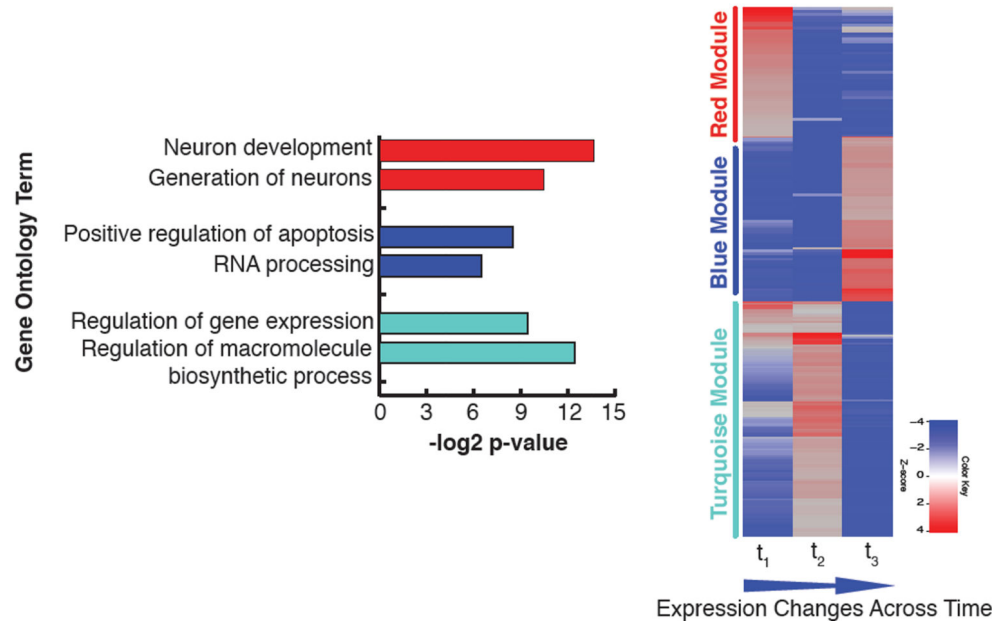 Gene Ontology Term
Neuron development
Generation of neurons
Positive regulation of apoptosis
RNA processing
Regulation of gene expression
Regulation of macromolecule
biosynthetic process
0 3 6 9 12 15
-log2 p-value
Red Module
Blue Module
Turquoise Module
t1 t2 t3
Expression Changes Across Time
-4
-2
0
2
4
Z-score
Color Key